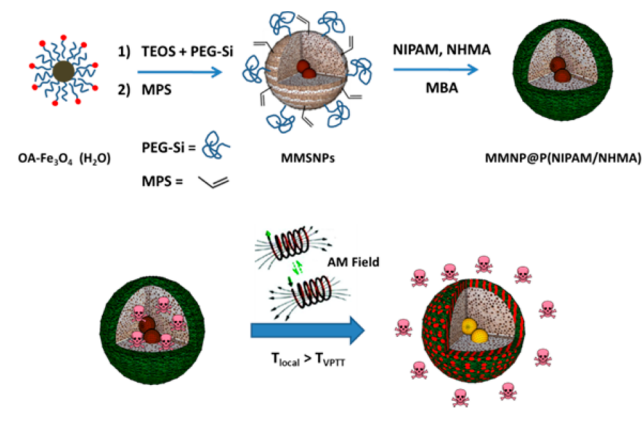 1) TEOS + PEG-Si
2) MPS
NIPAM, NHMA
MBA
OA-Fe3O4 (H2O)
PEG-Si =
MPS =
MMSNPs
MMNP@P(NIPAM/NHMA)
AM Field
Tlocal > TVPTT